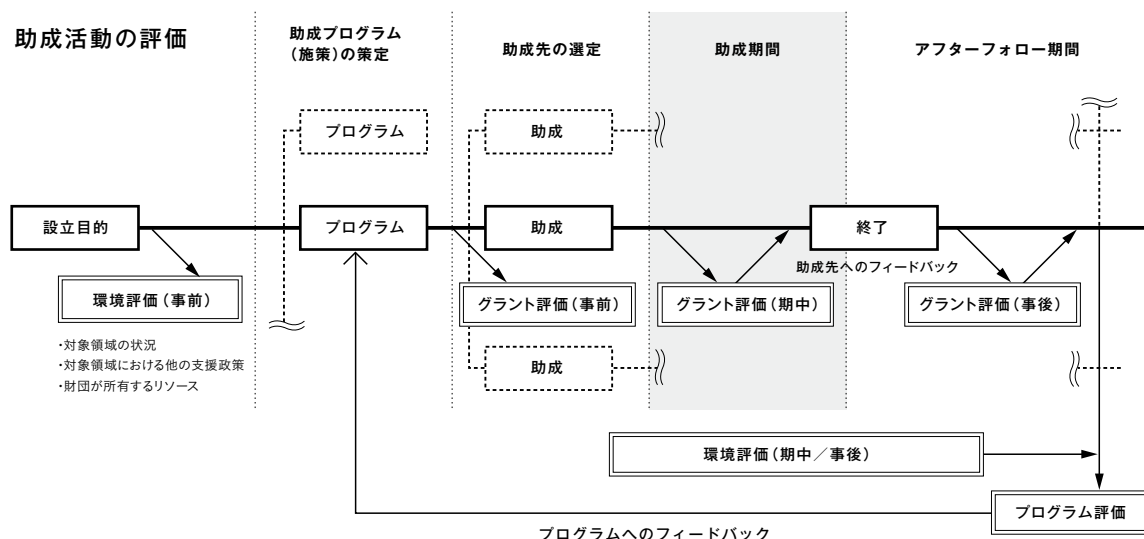 助成活動の評価
助成プログラム
（施策）の策定
助成先の選定
助成期間
アフターフォロー期間
プログラム
助成
設立目的
プログラム
助成
終了
助成先へのフィードバック
環境評価（事前）
グラント評価（事前）
グラント評価（期中）
グラント評価（事後）
・対象領域の状況
・対象領域における他の支援政策
・財団が所有するリソース
助成
環境評価（期中／事後）
プログラム評価
プログラムへのフィードバック